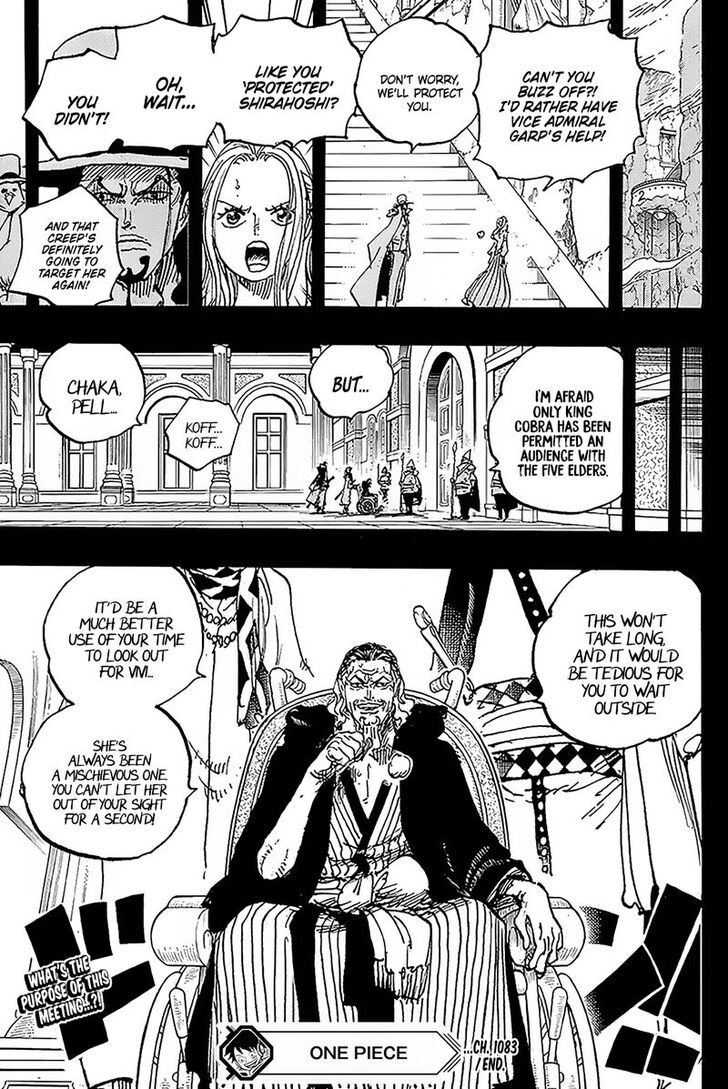 CAN'T YOU
BUZZ OFF?!
I'D RATHER HAVE
VICE ADMIRAL
GARP'S HELP!
DON'T WORRY,
WE'LL PROTECT
YOU.
LIKE YOU
'PROTECTED'
SHIRAHOSHI?
OH,
WAIT...
YOU
DIDN'T!
AND THAT
CREEP'S
DEFINITELY
GOING TO
TARGET HER
AGAIN!
I'M AFRAID
ONLY KING
COBRA HAS BEEN
PERMITTED AN
AUDIENCE WITH
THE FIVE ELDERS.
BUT...
KOFF...
KOFF...
CHAKA,
PELL...
THIS WON'T
TAKE LONG,
AND IT WOULD
BE TEDIOUS FOR
YOU TO WAIT
OUTSIDE.
IT'D BE A
MUCH BETTER
USE OF YOUR TIME
TO LOOK OUT
FOR VIVI...
SHE'S
ALWAYS BEEN
A MISCHIEVOUS ONE.
YOU CAN'T LET HER
OUT OF YOUR SIGHT
FOR A SECOND!
WHAT'S THE
PURPOSE OF THIS
MEETING...?!
ONE PIECE
...CH. 1083
/ END.